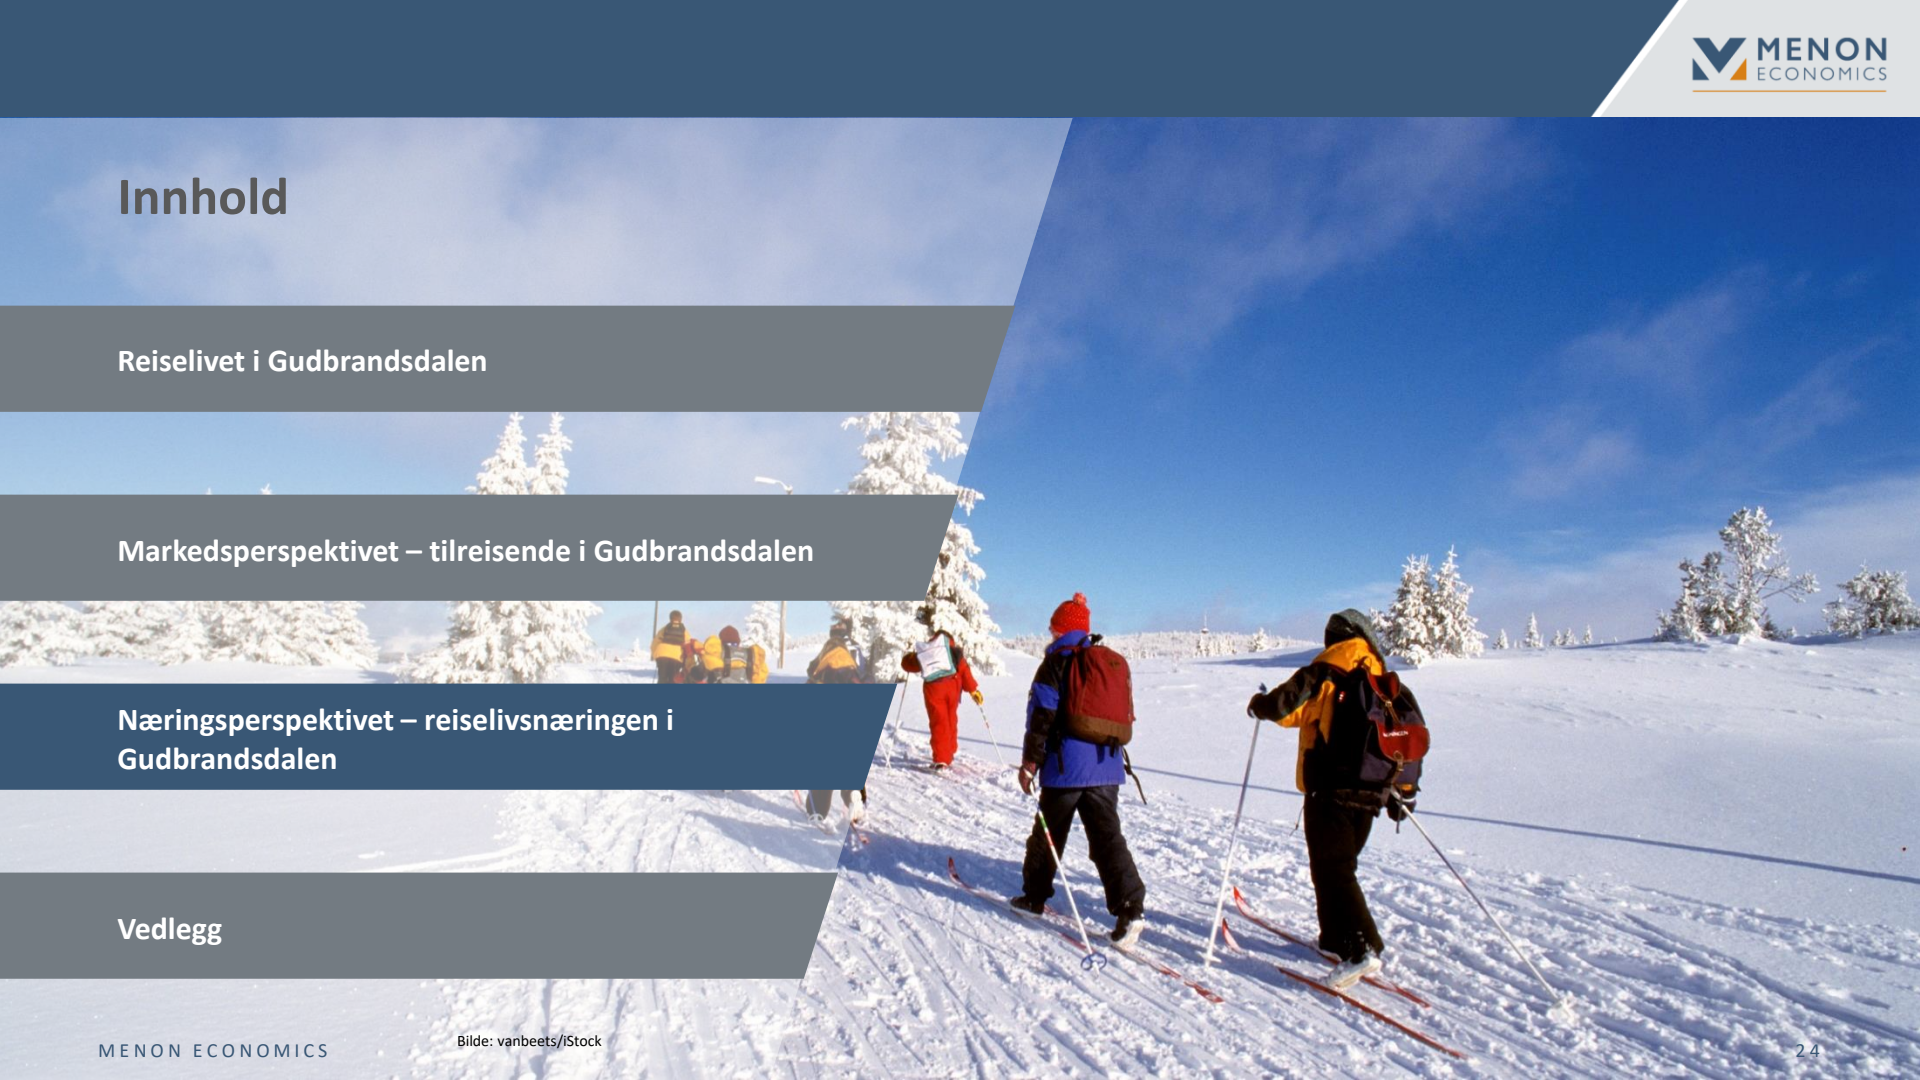 MENON
ECONOMICS
Innhold
Reiselivet i Gudbrandsdalen
Markedsperspektivet – tilreisende i Gudbrandsdalen
Næringsperspektivet – reiselivsnæringen i
Gudbrandsdalen
Vedlegg
Bilde: vanbeets/iStock
MENON ECONOMICS
24